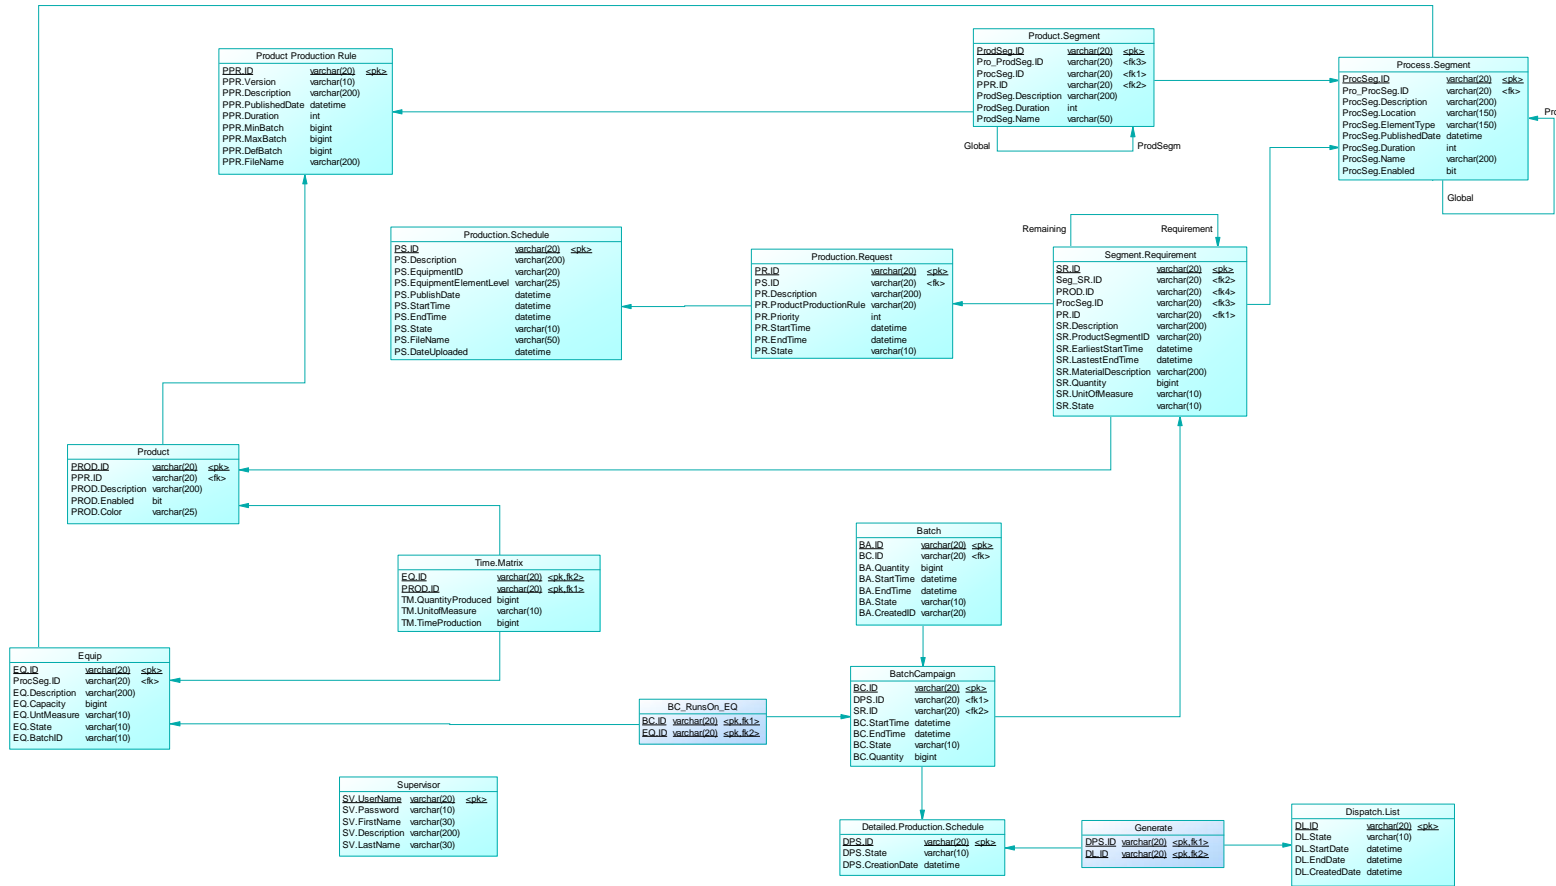 Product Production Rule
PPR.ID varchar(20) <pk>
PPR.Version varchar(10)
PPR.Description varchar(200)
PPR.PublishedDate datetime
PPR.Duration int
PPR.MinBatch bigint
PPR.MaxBatch bigint
PPR.DefBatch bigint
PPR.FileName varchar(200)
Product.Segment
ProdSeg.ID varchar(20) <pk>
Pro_ProdSeg.ID varchar(20) <fk3>
ProcSeg.ID varchar(20) <fk1>
PPR.ID varchar(20) <fk2>
ProdSeg.Description varchar(200)
ProdSeg.Duration int
ProdSeg.Name varchar(50)
Global
ProdSegm
Process.Segment
ProcSeg.ID varchar(20) <pk>
Pro_ProcSeg.ID varchar(20) <fk>
ProcSeg.Description varchar(200)
ProcSeg.Location varchar(150)
ProcSeg.ElementType varchar(150)
ProcSeg.PublishedDate datetime
ProcSeg.Duration int
ProcSeg.Name varchar(200)
ProcSeg.Enabled bit
Global
Production.Schedule
PS.ID varchar(20) <pk>
PS.Description varchar(200)
PS.EquipmentID varchar(20)
PS.EquipmentElementLevel varchar(25)
PS.PublishDate datetime
PS.StartTime datetime
PS.EndTime datetime
PS.State varchar(10)
PS.FileName varchar(50)
PS.DateUploaded datetime
Production.Request
PR.ID varchar(20) <pk>
PS.ID varchar(20) <fk>
PR.Description varchar(200)
PR.ProductProductionRule varchar(20)
PR.Priority int
PR.StartTime datetime
PR.EndTime datetime
PR.State varchar(10)
Remaining
Requirement
Segment.Requirement
SR.ID varchar(20) <pk>
Seg_SR.ID varchar(20) <fk2>
PROD.ID varchar(20) <fk4>
ProcSeg.ID varchar(20) <fk3>
PR.ID varchar(20) <fk1>
SR.Description varchar(200)
SR.ProductSegmentID varchar(20)
SR.EarliestStartTime datetime
SR.LastestEndTime datetime
SR.MaterialDescription varchar(200)
SR.Quantity bigint
SR.UnitOfMeasure varchar(10)
SR.State varchar(10)
Product
PROD.ID varchar(20) <pk>
PPR.ID varchar(20) <fk>
PROD.Description varchar(200)
PROD.Enabled bit
PROD.Color varchar(25)
Time.Matrix
EQ.ID varchar(20) <pk,fk2>
PROD.ID varchar(20) <pk,fk1>
TM.QuantityProduced bigint
TM.UnitofMeasure varchar(10)
TM.TimeProduction bigint
Batch
BA.ID varchar(20) <pk>
BC.ID varchar(20) <fk>
BA.Quantity bigint
BA.StartTime datetime
BA.EndTime datetime
BA.State varchar(10)
BA.CreatedID varchar(20)
Equip
EQ.ID varchar(20) <pk>
ProcSeg.ID varchar(20) <fk>
EQ.Description varchar(200)
EQ.Capacity bigint
EQ.UntMeasure varchar(10)
EQ.State varchar(10)
EQ.BatchID varchar(10)
BC_RunsOn_EQ
BC.ID varchar(20) <pk,fk1>
EQ.ID varchar(20) <pk,fk2>
BatchCampaign
BC.ID varchar(20) <pk>
DPS.ID varchar(20) <fk1>
SR.ID varchar(20) <fk2>
BC.StartTime datetime
BC.EndTime datetime
BC.State varchar(10)
BC.Quantity bigint
Supervisor
SV.UserName varchar(20) <pk>
SV.Password varchar(10)
SV.FirstName varchar(30)
SV.Description varchar(200)
SV.LastName varchar(30)
Detailed.Production.Schedule
DPS.ID varchar(20) <pk>
DPS.State varchar(10)
DPS.CreationDate datetime
Generate
DPS.ID varchar(20) <pk,fk1>
DL.ID varchar(20) <pk,fk2>
Dispatch.List
DL.ID varchar(20) <pk>
DL.State varchar(10)
DL.StartDate datetime
DL.EndDate datetime
DL.CreatedDate datetime